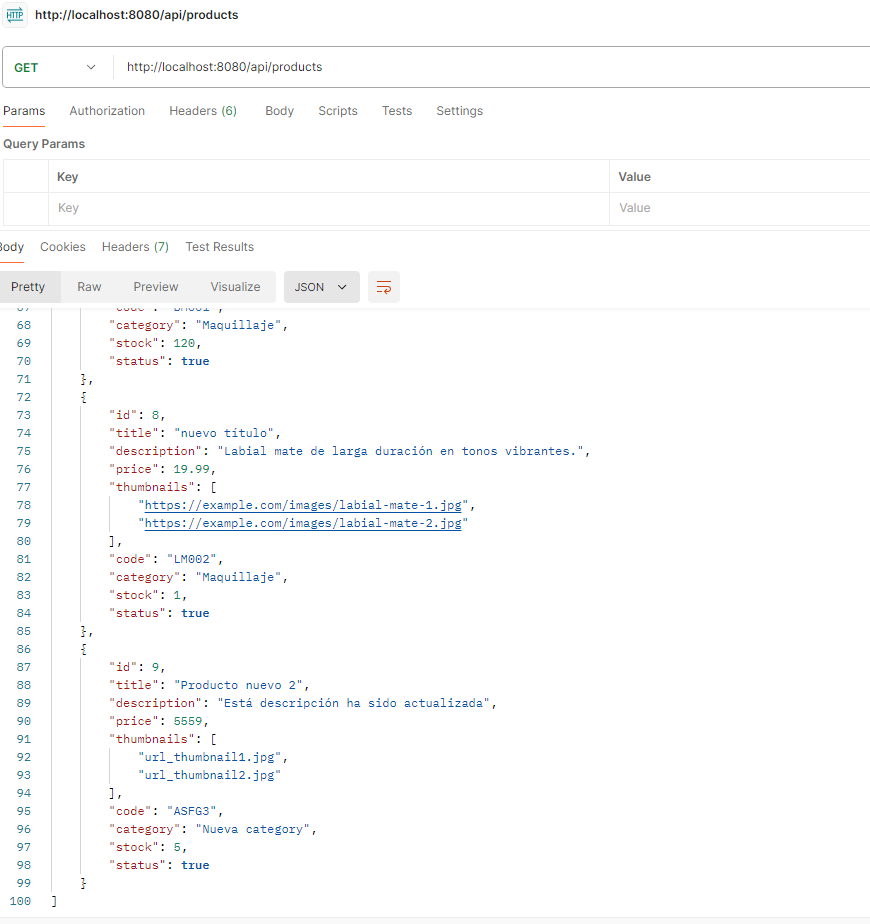 HTTP http://localhost:8080/api/products
GET http://localhost:8080/api/products
Params Authorization Headers (6) Body Scripts Tests Settings
Query Params
Key Value
Key Value
Body Cookies Headers (7) Test Results
Pretty Raw Preview Visualize JSON
67 "code": "BM001",
68 "category": "Maquillaje",
69 "stock": 120,
70 "status": true
71 },
72 {
73 "id": 8,
74 "title": "nuevo título",
75 "description": "Labial mate de larga duración en tonos vibrantes.",
76 "price": 19.99,
77 "thumbnails": [
78 "https://example.com/images/labial-mate-1.jpg",
79 "https://example.com/images/labial-mate-2.jpg"
80 ],
81 "code": "LM002",
82 "category": "Maquillaje",
83 "stock": 1,
84 "status": true
85 },
86 {
87 "id": 9,
88 "title": "Producto nuevo 2",
89 "description": "Está descripción ha sido actualizada",
90 "price": 5559,
91 "thumbnails": [
92 "url_thumbnail1.jpg",
93 "url_thumbnail2.jpg"
94 ],
95 "code": "ASFG3",
96 "category": "Nueva category",
97 "stock": 5,
98 "status": true
99 }
100 ]